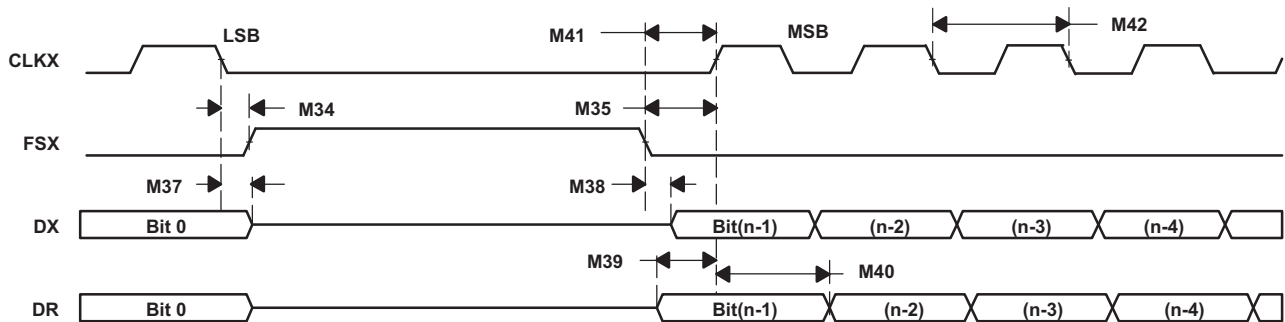 LSB
M41
MSB
M42
CLKX
M34
M35
FSX
M37
M38
DX
Bit 0
Bit(n-1)
(n-2)
(n-3)
(n-4)
M39
M40
DR
Bit 0
Bit(n-1)
(n-2)
(n-3)
(n-4)